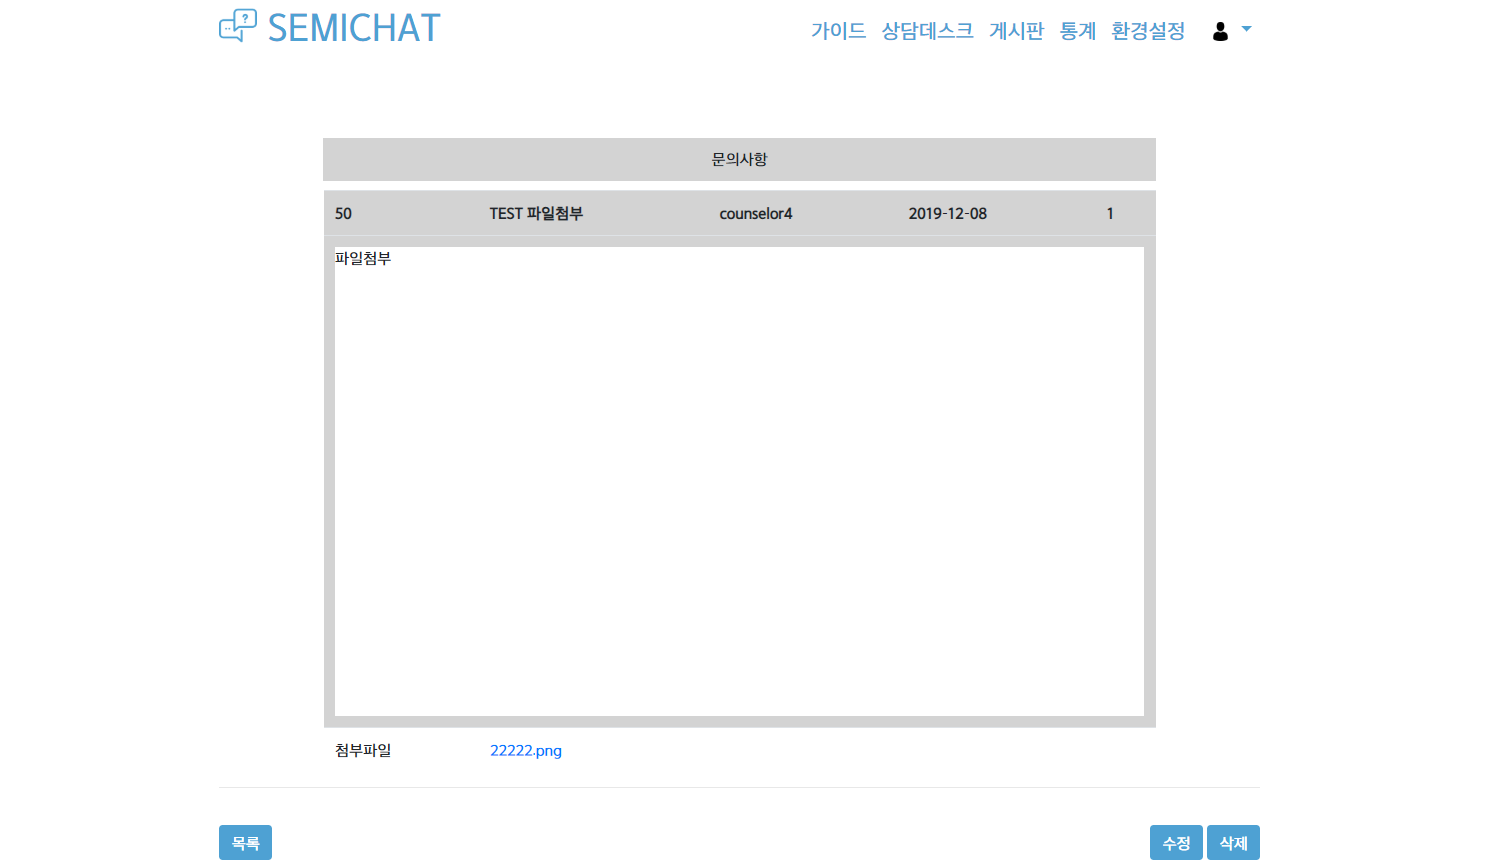 SEMICHAT 가이드 상담데스크 게시판 통계 환경설정
문의사항
50 TEST 파일첨부 counselor4 2019-12-08 1
파일첨부
첨부파일 22222.png
목록 수정 삭제